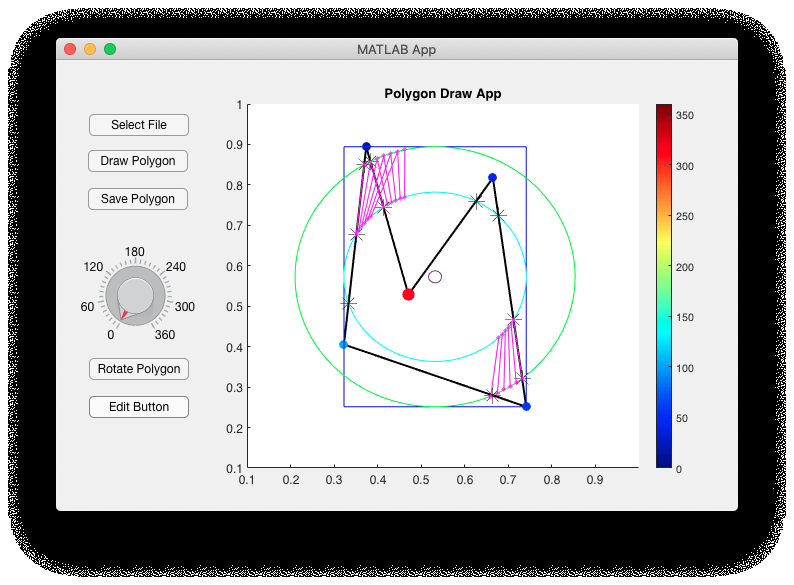 MATLAB App
Select File
Draw Polygon
Save Polygon
180
120 240
60 300
0 360
Rotate Polygon
Edit Button
Polygon Draw App
1
0.9
0.8
0.7
0.6
0.5
0.4
0.3
0.2
0.1
0.1 0.2 0.3 0.4 0.5 0.6 0.7 0.8 0.9
350
300
250
200
150
100
50
0